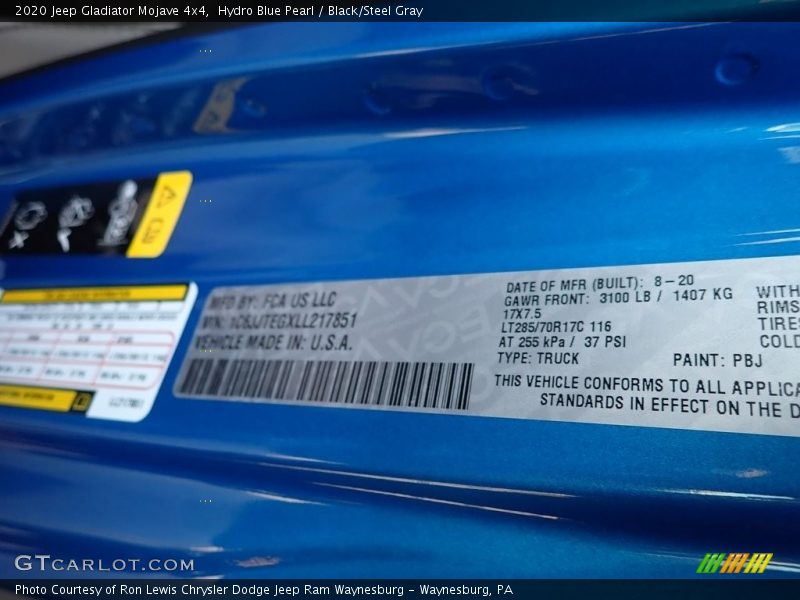 2020 Jeep Gladiator Mojave 4x4, Hydro Blue Pearl / Black/Steel Gray
MFD BY: FCA US LLC
VIN: 1C6JJTEGXLL217851
VEHICLE MADE IN: U.S.A.
DATE OF MFR (BUILT): 8-20
GAWR FRONT: 3100 LB / 1407 KG
17X7.5
LT285/70R17C 116
AT 255 kPa / 37 PSI
TYPE: TRUCK PAINT: PBJ
THIS VEHICLE CONFORMS TO ALL APPLICA
STANDARDS IN EFFECT ON THE D
WITH
RIMS
TIRES
COLD
LL217851
GTCARLOT.COM
Photo Courtesy of Ron Lewis Chrysler Dodge Jeep Ram Waynesburg - Waynesburg, PA